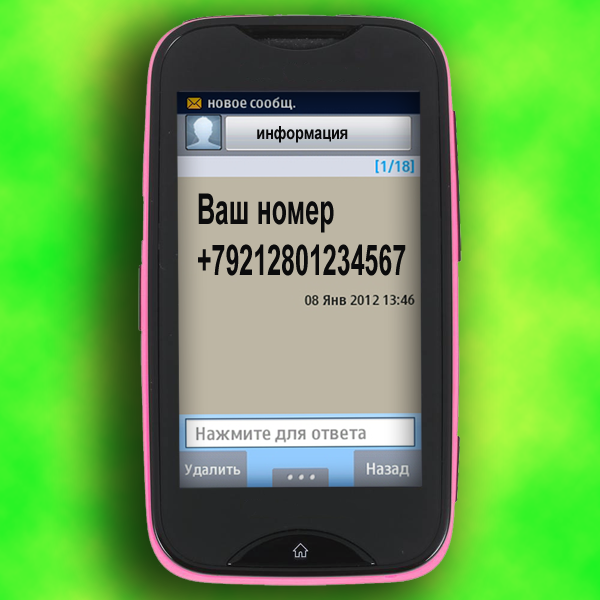 новое сообщ.
информация
[1/18]
Ваш номер
+79212801234567
08 Янв 2012 13:46
Нажмите для ответа
Удалить
Назад